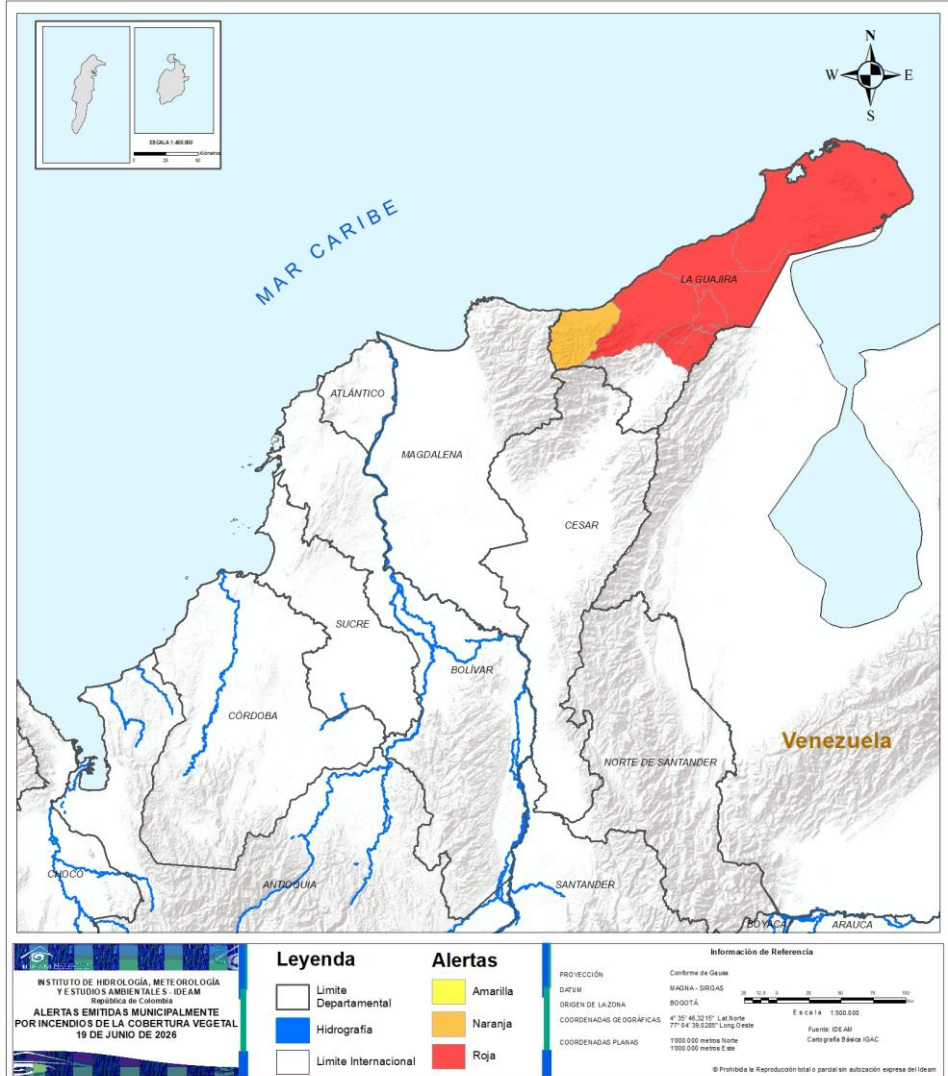 ESCALA 1:400.000
N
W
E
S
MAR CARIBE
LA GUAJIRA
ATLÁNTICO
MAGDALENA
CESAR
SUCRE
BOLÍVAR
CÓRDOBA
NORTE DE SANTANDER
Venezuela
CHOCÓ
ANTIOQUIA
SANTANDER
BOYACÁ
ARAUCA
IDEAM
INSTITUTO DE HIDROLOGÍA, METEOROLOGÍA
Y ESTUDIOS AMBIENTALES - IDEAM
República de Colombia
ALERTAS EMITIDAS MUNICIPALMENTE
POR INCENDIOS DE LA COBERTURA VEGETAL
19 DE JUNIO DE 2026
Leyenda
Limite
Departamental
Hidrografía
Limite Internacional
Alertas
Amarilla
Naranja
Roja
Información de Referencia
PROYECCIÓN Conforme de Gauss
DATUM MAGNA - SIRGAS
ORIGEN DE LA ZONA BOGOTÁ
COORDENADAS GEOGRÁFICAS 4° 35' 46,3215" Lat.Norte
77° 04' 39,0285" Long.Oeste
COORDENADAS PLANAS 1'000.000 metros Norte
1'000.000 metros Este
Escala 1:500.000
Fuente: IDEAM
Cartografía Básica IGAC
© Prohibida la Reproducción total o parcial sin autozación expresa del Ideam